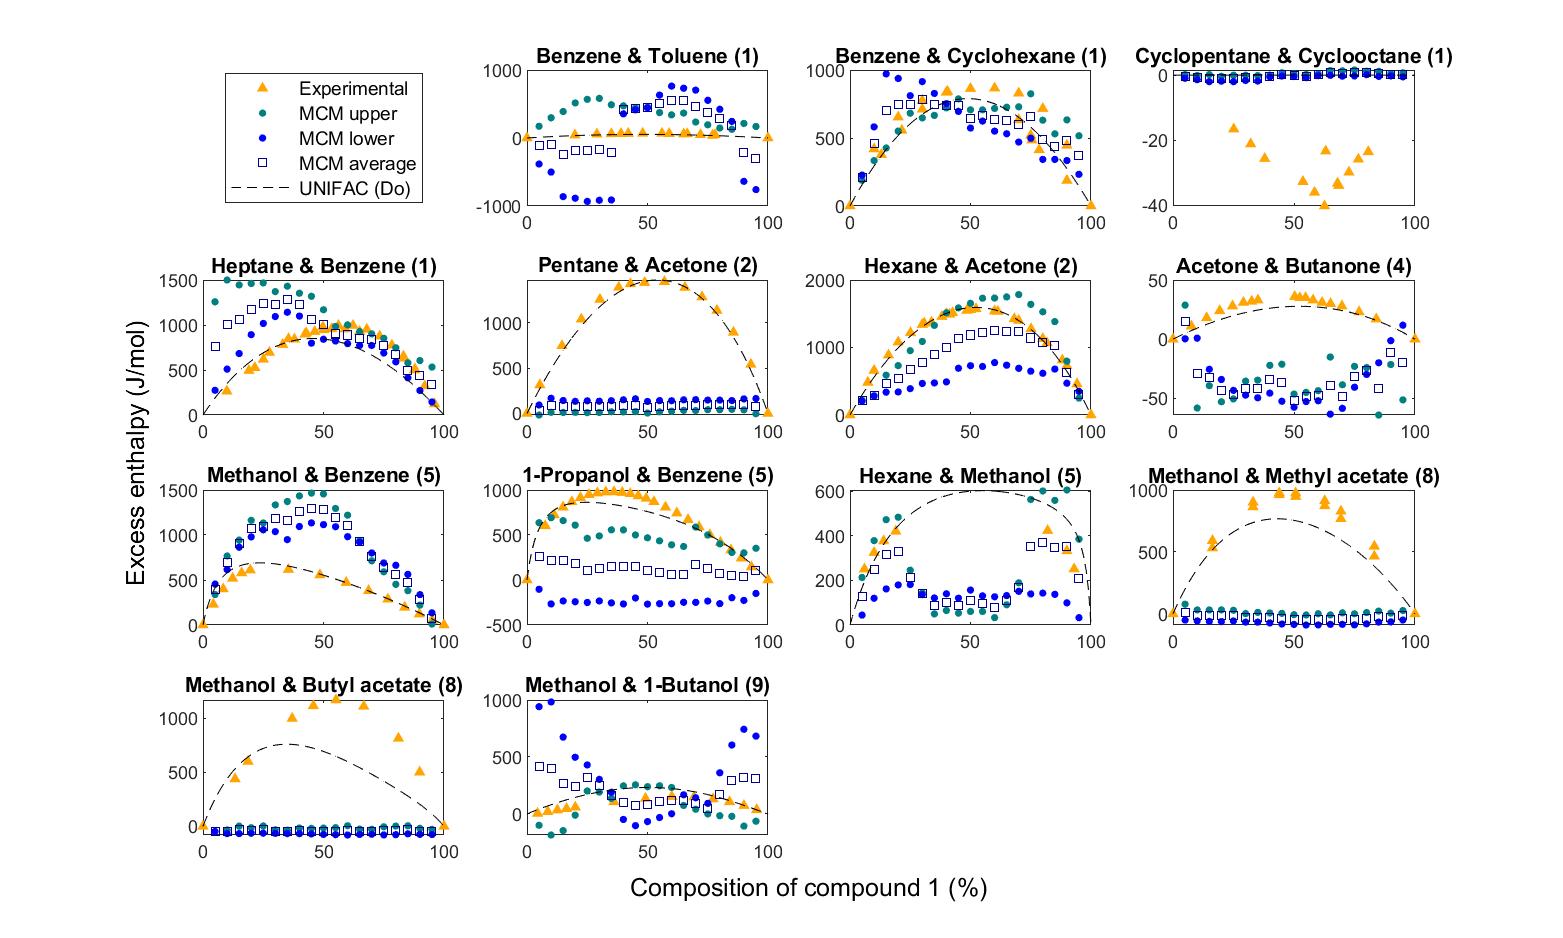 Experimental
MCM upper
MCM lower
MCM average
UNIFAC (Do)
Benzene & Toluene (1)
1000
0
-1000
0 50 100
Benzene & Cyclohexane (1)
1000
500
0
0 50 100
Cyclopentane & Cyclooctane (1)
0
-20
-40
0 50 100
Heptane & Benzene (1)
1500
1000
500
0
0 50 100
Pentane & Acetone (2)
1000
500
0
0 50 100
Hexane & Acetone (2)
2000
1000
0
0 50 100
Acetone & Butanone (4)
50
0
-50
0 50 100
Excess enthalpy (J/mol)
Methanol & Benzene (5)
1500
1000
500
0
0 50 100
1-Propanol & Benzene (5)
1000
500
0
-500
0 50 100
Hexane & Methanol (5)
600
400
200
0
0 50 100
Methanol & Methyl acetate (8)
1000
500
0
0 50 100
Methanol & Butyl acetate (8)
1000
500
0
0 50 100
Methanol & 1-Butanol (9)
1000
500
0
0 50 100
Composition of compound 1 (%)